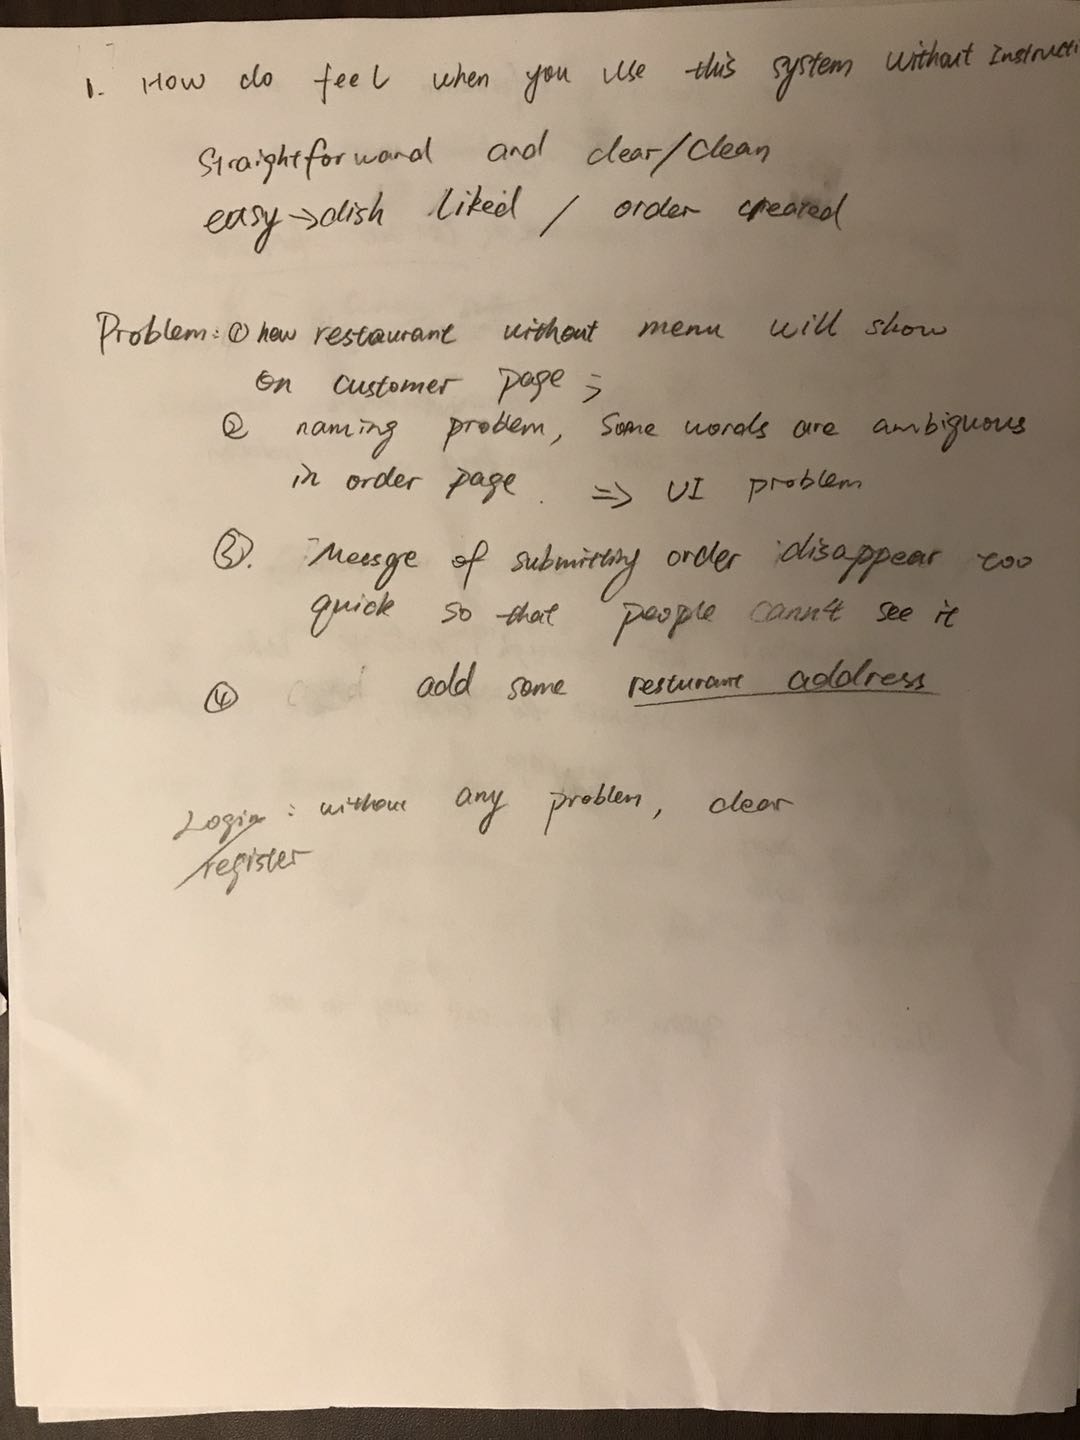 1. How do feel when you use this system without Instructi
Straightforward and clear/clean
easy→dish liked / order created
Problem: ① new restaurant without menu will show
on customer page ;
② naming problem, some words are ambiguous
in order page. => UI problem
③. Messge of submitting order disappear too
quick so that people cann't see it
④ add some resturant address
Login : without any problem, clear
/register